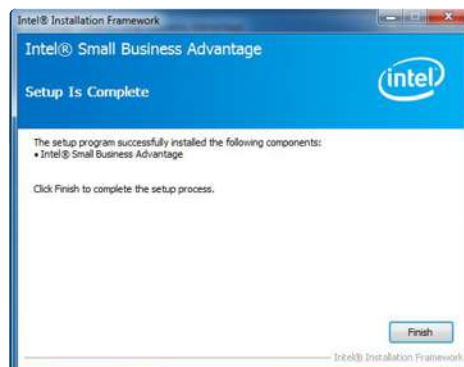 Intel® Installation Framework
Intel® Small Business Advantage
Setup Is Complete
intel
The setup program successfully installed the following components:
• Intel® Small Business Advantage
Click Finish to complete the setup process.
Finish
Intel® Installation Framework